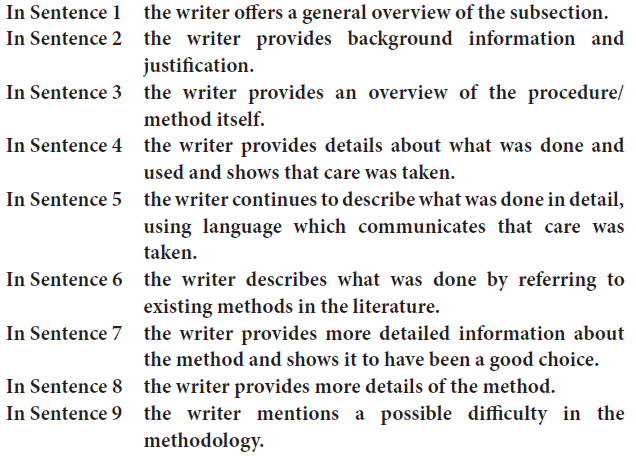 In Sentence 1 the writer offers a general overview of the subsection.
In Sentence 2 the writer provides background information and
justification.
In Sentence 3 the writer provides an overview of the procedure/
method itself.
In Sentence 4 the writer provides details about what was done and
used and shows that care was taken.
In Sentence 5 the writer continues to describe what was done in detail,
using language which communicates that care was
taken.
In Sentence 6 the writer describes what was done by referring to
existing methods in the literature.
In Sentence 7 the writer provides more detailed information about
the method and shows it to have been a good choice.
In Sentence 8 the writer provides more details of the method.
In Sentence 9 the writer mentions a possible difficulty in the
methodology.